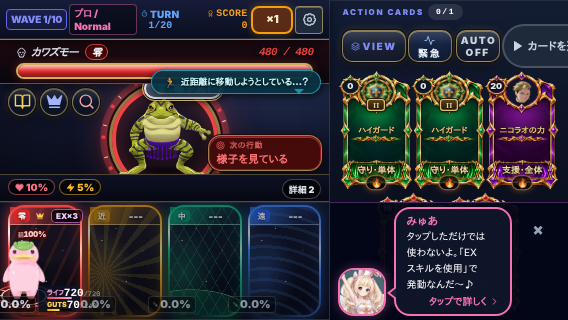 WAVE 1/10
プロ / Normal
TURN 1/20
SCORE 0
×1
カワズモー
零
480 / 480
近距離に移動しようとしている...?
次の行動
様子を見ている
10%
5%
詳細 2
零
EX×3
近 ---
中 ---
遠 ---
100%
ライフ 720/720
GUTS 70
0.0%
0.0%
0.0%
0.0%
ACTION CARDS
0/1
VIEW
緊急
AUTO OFF
カードを
0
II
ハイガード
守り・単体
0
II
ハイガード
守り・単体
20
ニコラオの力
支援・全体
みゅあ
タップしただけでは
使わないよ。「EX
スキルを使用」で
発動なんだ〜♪
タップで詳しく